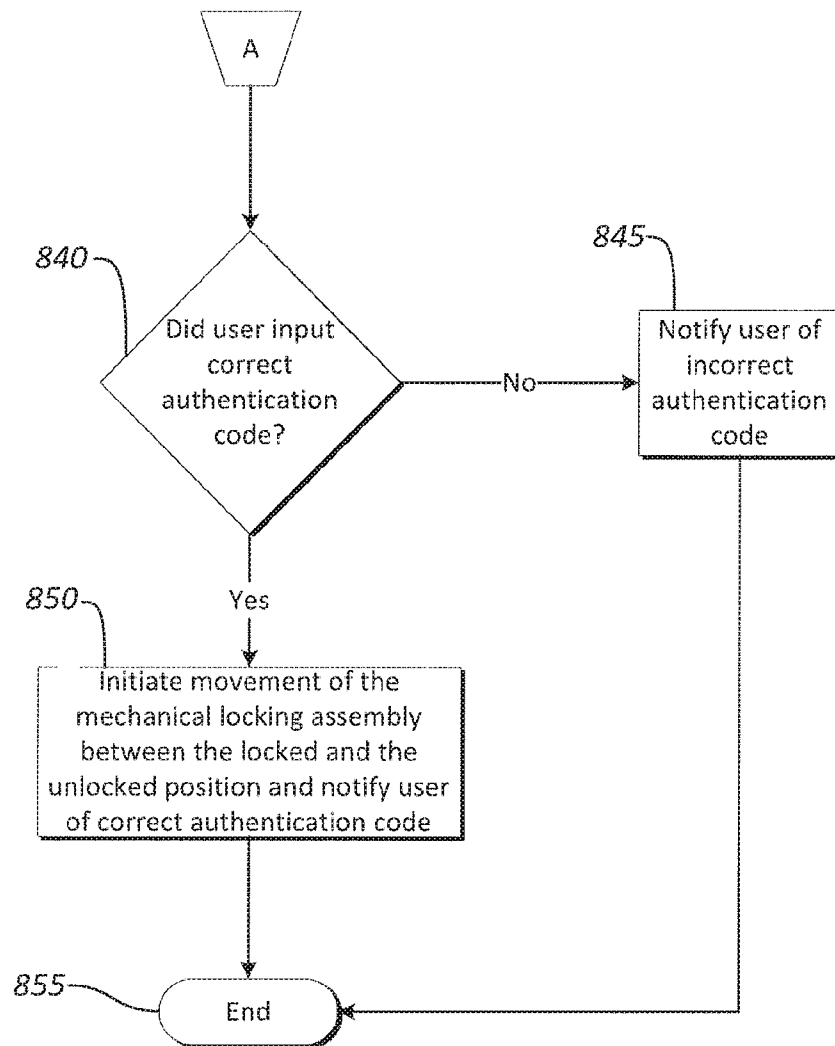 A
840
Did user input
correct
authentication
code?
845
No
Notify user of
incorrect
authentication
code
Yes
850
Initiate movement of the
mechanical locking assembly
between the locked and the
unlocked position and notify user
of correct authentication code
855
End